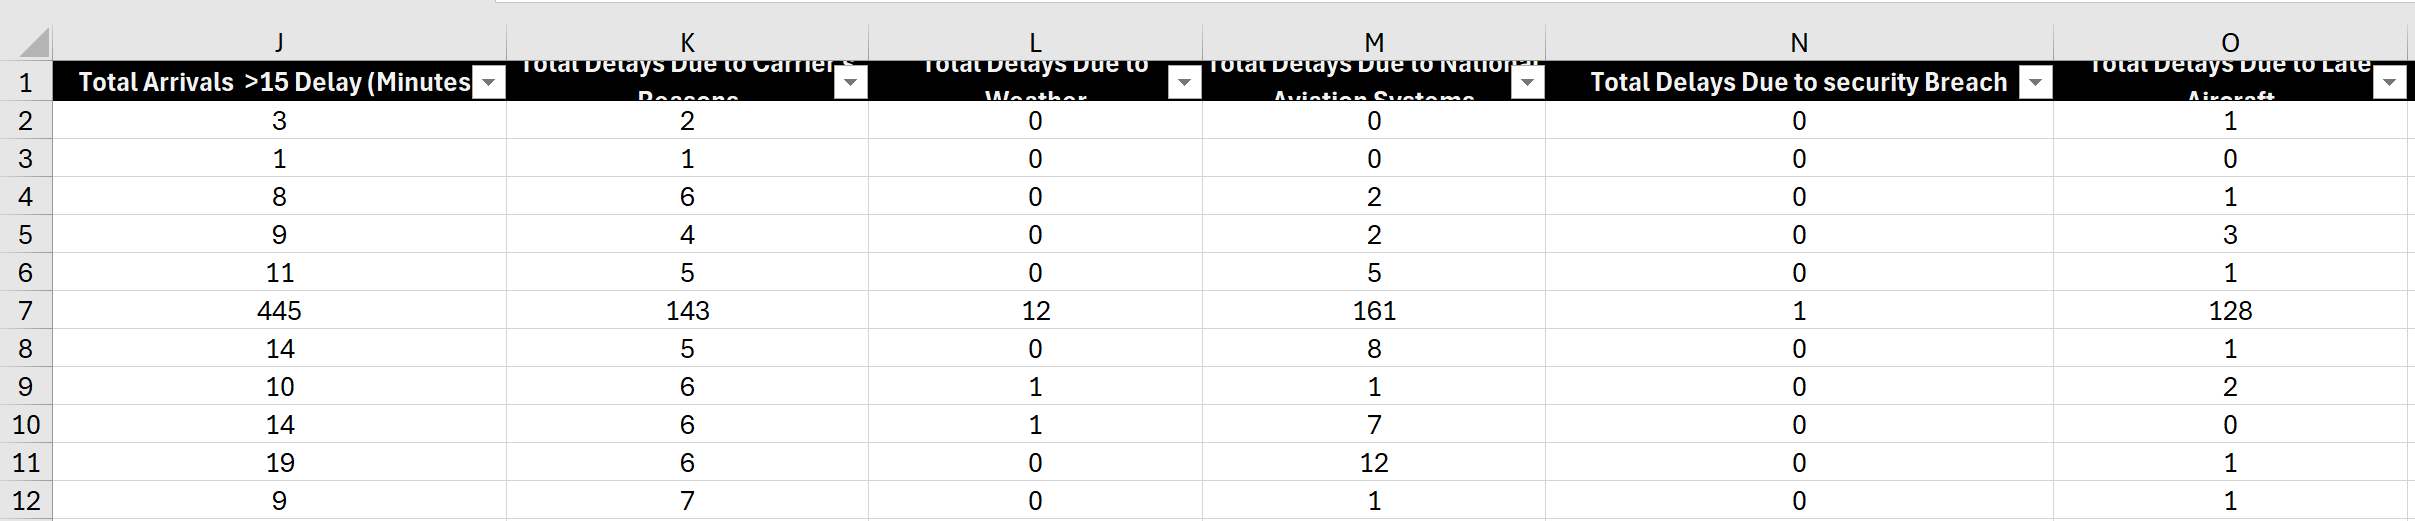 J K L M N O
1 Total Arrivals >15 Delay (Minutes Total Delays Due to Carrier's Reasons Total Delays Due to Weather Total Delays Due to National Aviation Systems Total Delays Due to security Breach Total Delays Due to Late Aircraft
2 3 2 0 0 0 1
3 1 1 0 0 0 0
4 8 6 0 2 0 1
5 9 4 0 2 0 3
6 11 5 0 5 0 1
7 445 143 12 161 1 128
8 14 5 0 8 0 1
9 10 6 1 1 0 2
10 14 6 1 7 0 0
11 19 6 0 12 0 1
12 9 7 0 1 0 1